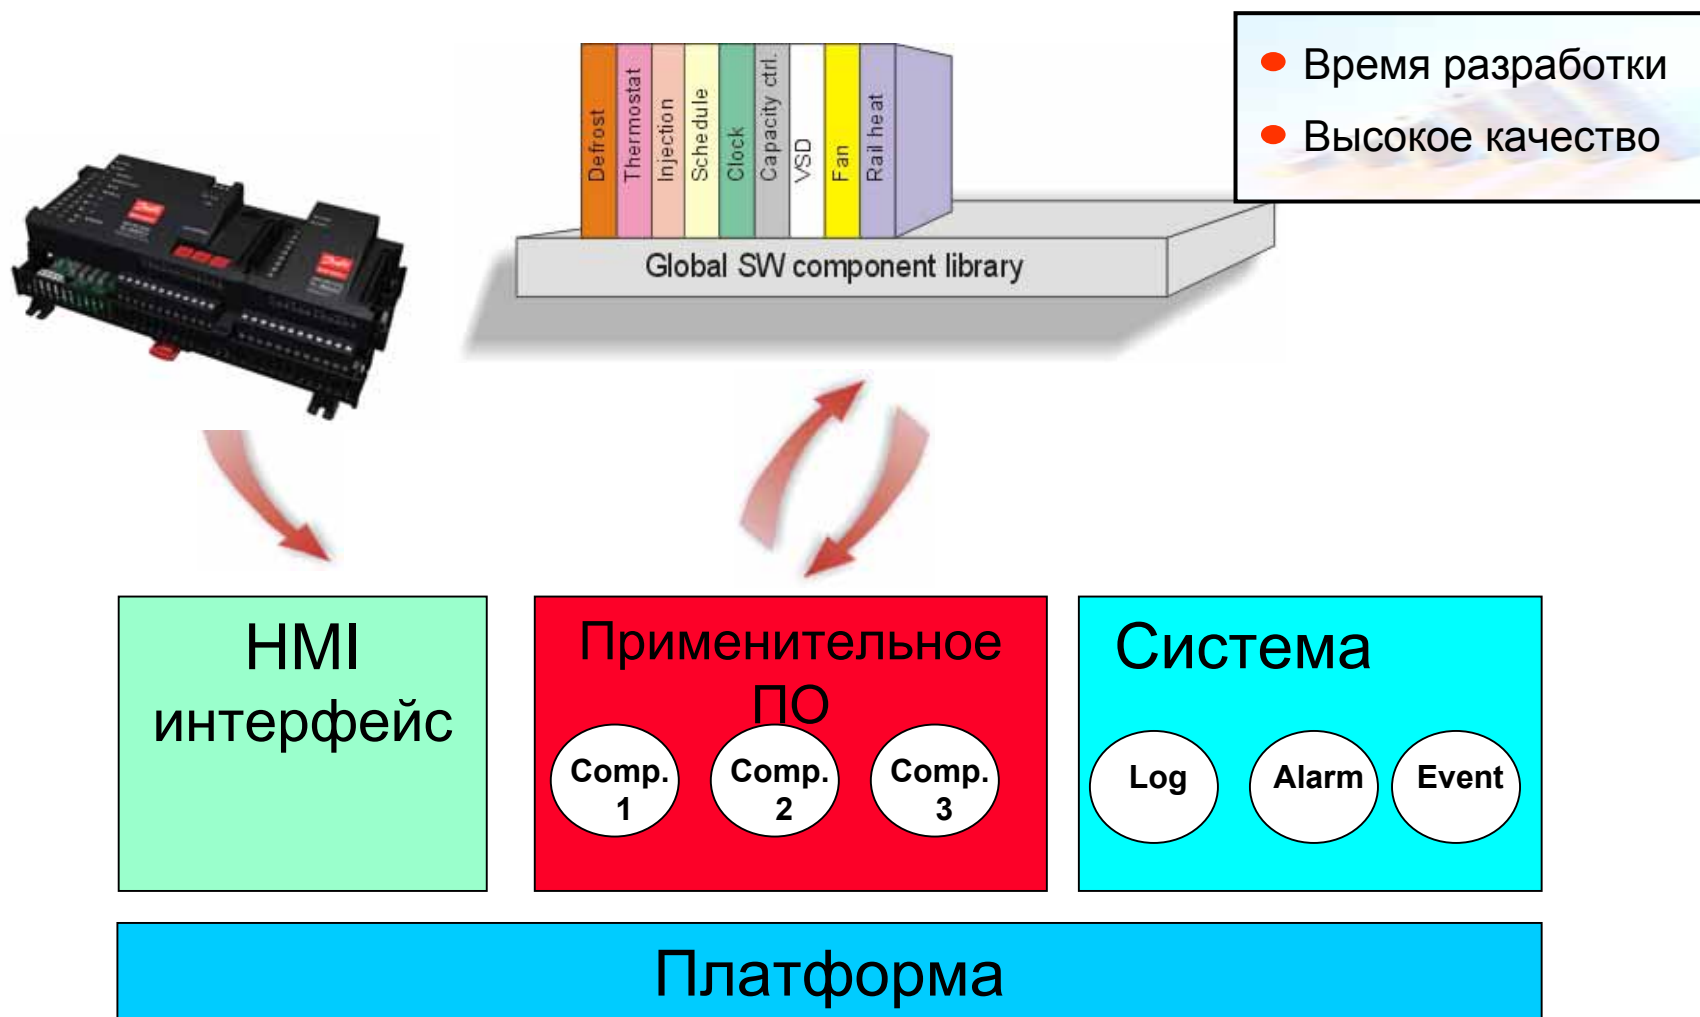 Время разработки
Высокое качество
Defrost
Thermostat
Injection
Schedule
Clock
Capacity ctrl.
VSD
Fan
Rail heat
Global SW component library
HMI
интерфейс
Применительное
ПО
Comp.
1
Comp.
2
Comp.
3
Система
Log
Alarm
Event
Платформа